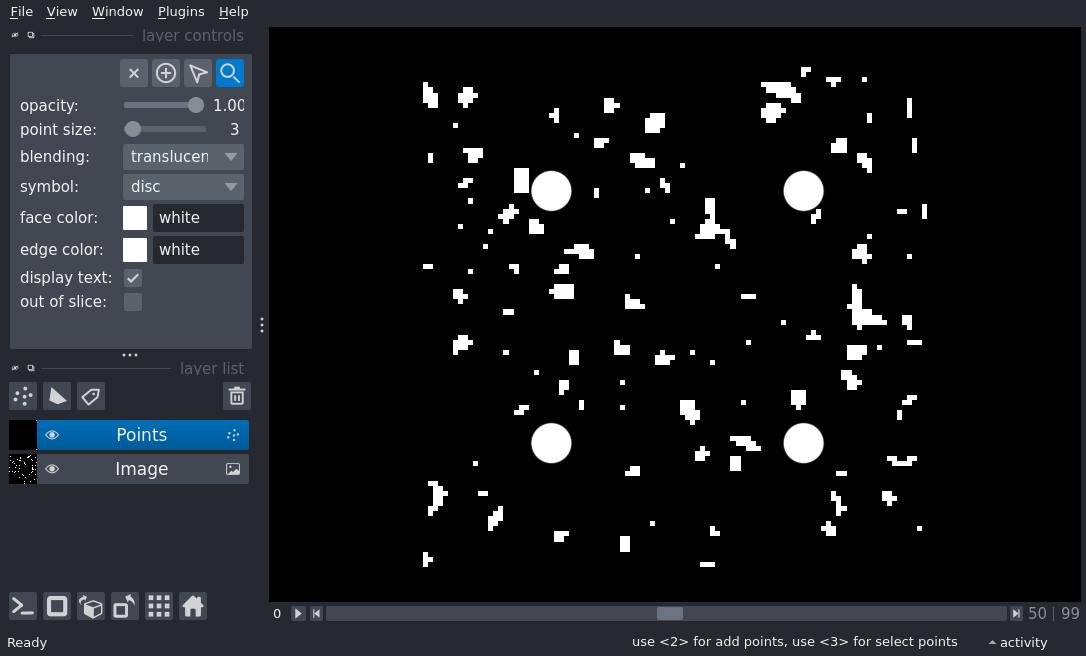 File View Window Plugins Help
layer controls
opacity: 1.00
point size: 3
blending: translucen
symbol: disc
face color: white
edge color: white
display text:
out of slice:
layer list
Points
Image
0 50 | 99
Ready use <2> for add points, use <3> for select points activity